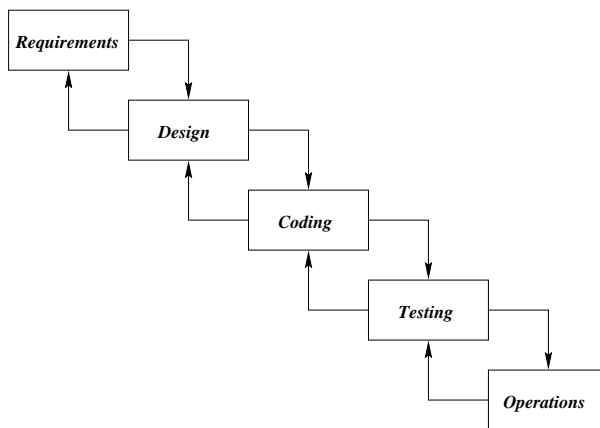 Requirements
Design
Coding
Testing
Operations